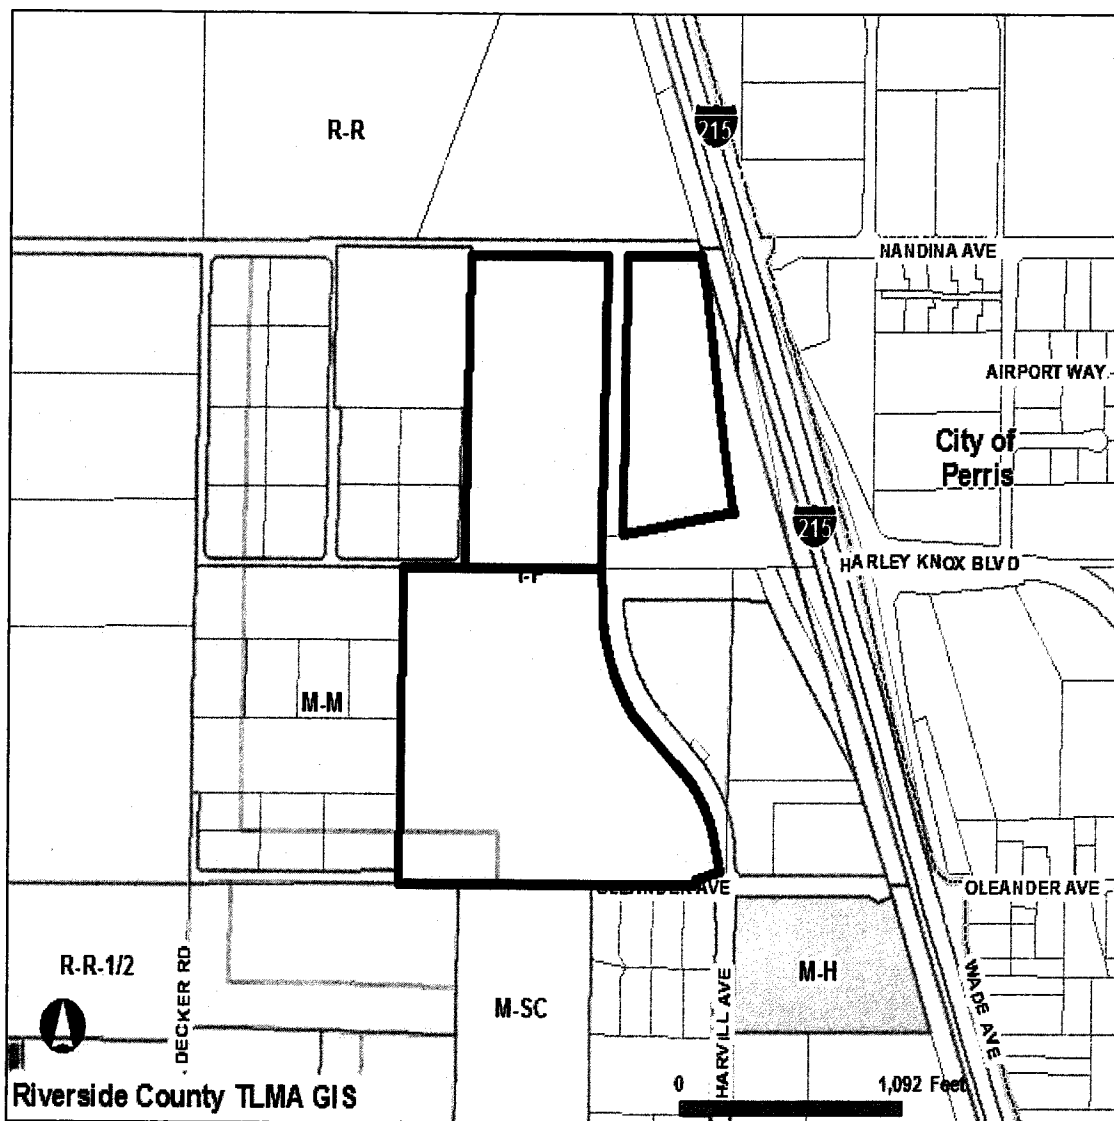 R-R
215
NANDINA AVE
AIRPORT WAY
City of
Perris
215
HARLEY KNOX BLVD
M-M
OLEANDER AVE
OLEANDER AVE
R-R-1/2
DECKER RD
M-SC
HARVILL AVE
M-H
WADE AVE
Riverside County TLMA GIS
0
1,092 Feet